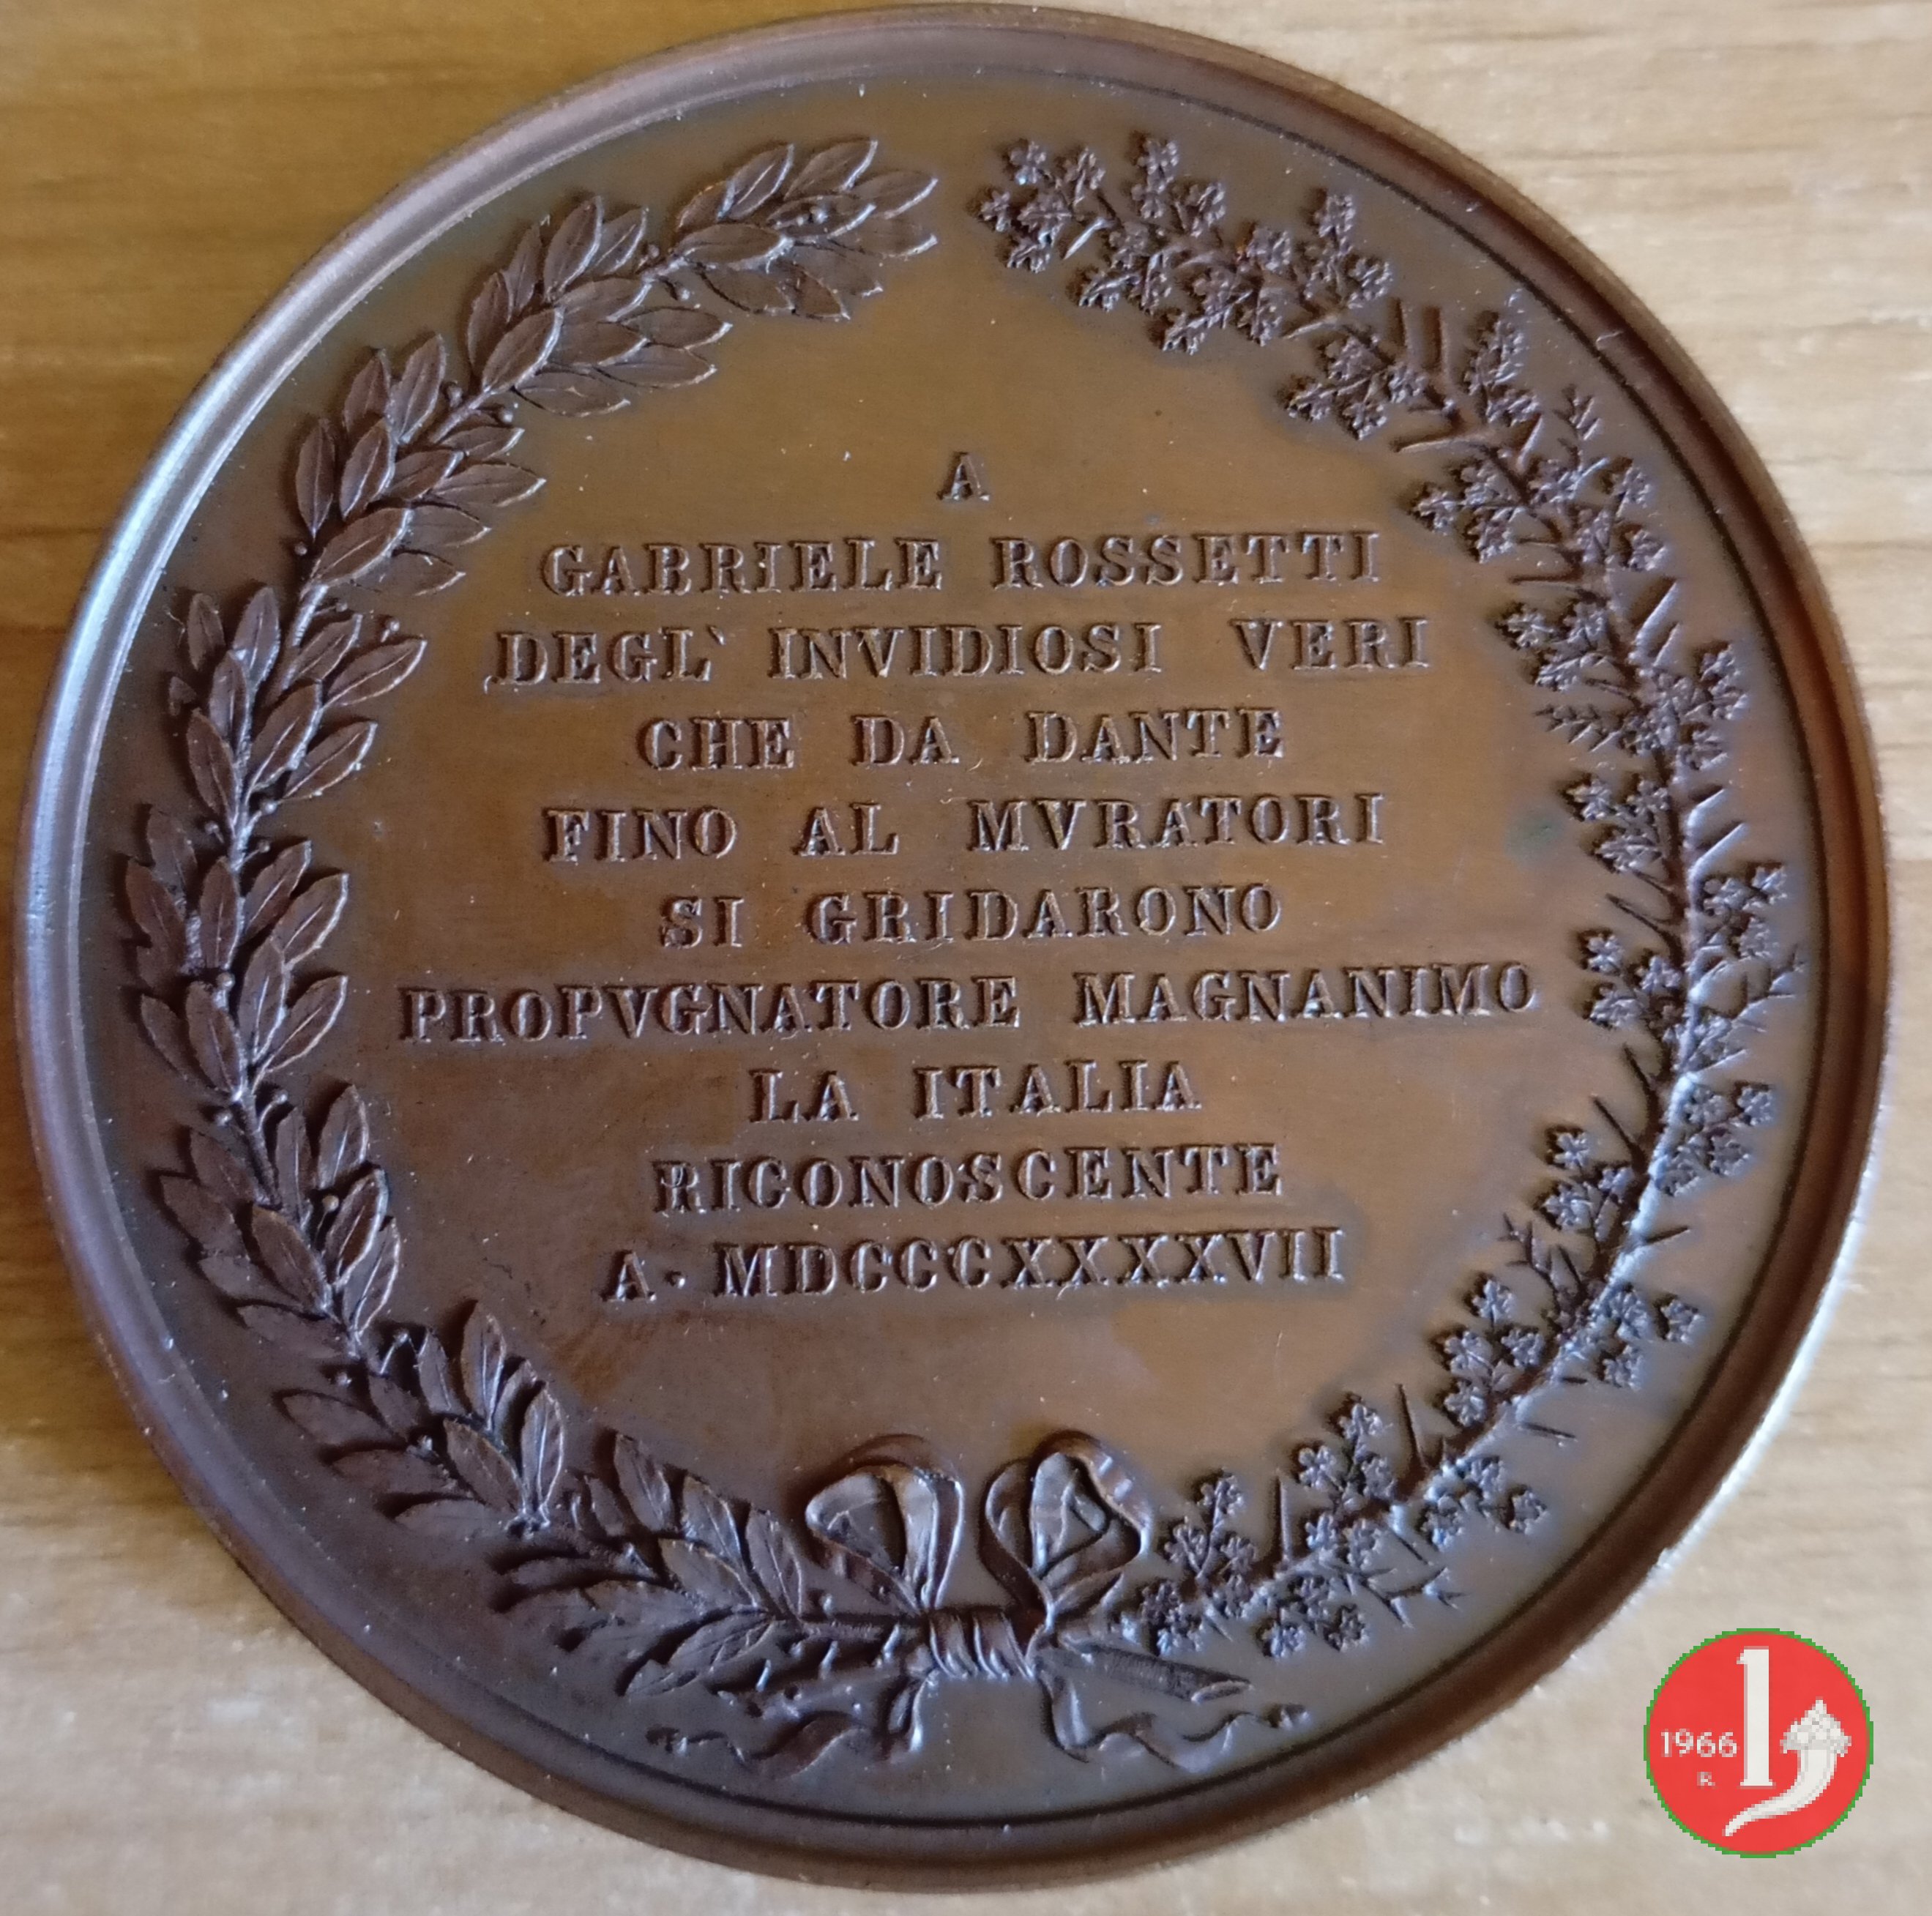 A
GABRIELE ROSSETTI
DEGL' INVIDIOSI VERI
CHE DA DANTE
FINO AL MVRATORI
SI GRIDARONO
PROPVGNATORE MAGNANIMO
LA ITALIA
RICONOSCENTE
A · MDCCCXXXXVII
1966
R